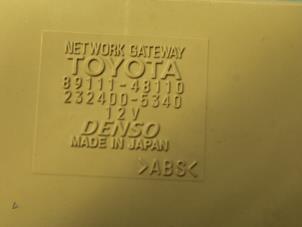 NETWORK GATEWAY
TOYOTA
89111-48110
232400-5340
12V
DENSO
MADE IN JAPAN
>ABS<